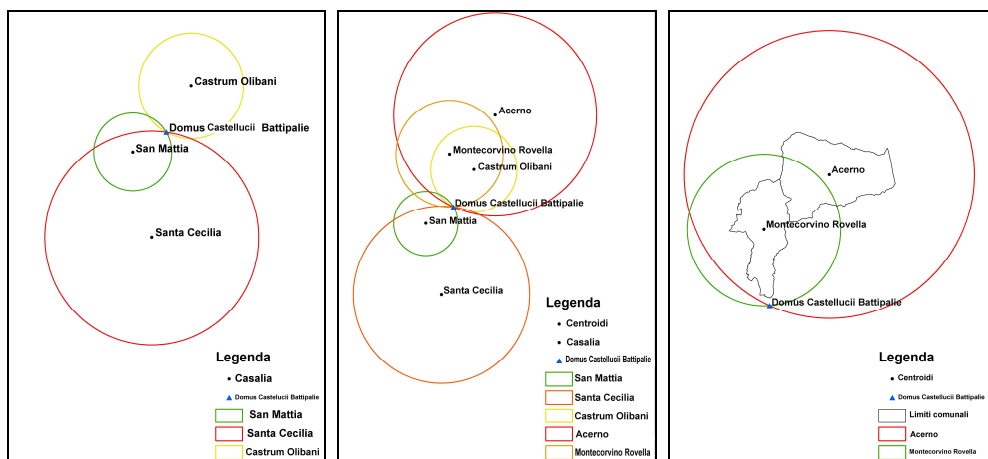 Castrum Olibani
Domus Castellucii Battipalie
San Mattia
Santa Cecilia
Legenda
Casalia
Domus Castelucii Battipalie
San Mattia
Santa Cecilia
Castrum Olibani
Acerno
Montecorvino Rovella
Castrum Olibani
Domus Castellucii Battipalie
San Mattia
Santa Cecilia
Legenda
Centroidi
Casalia
Domus Castellucii Battipalie
San Mattia
Santa Cecilia
Castrum Olibani
Acerno
Montecorvino Rovella
Acerno
Montecorvino Rovella
Domus Castellucii Battipalie
Legenda
Centroidi
Domus Castellucii Battipalie
Limiti comunali
Acerno
Montecorvino Rovella